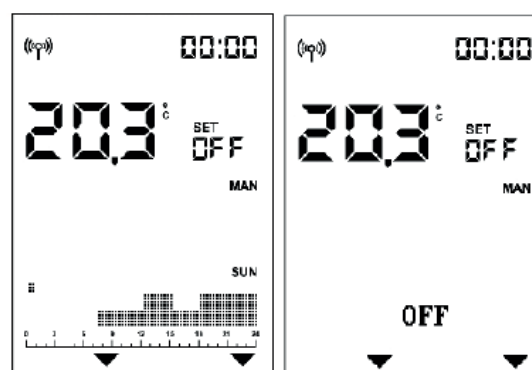 00:00
20.3 °C
SET
OFF
MAN
SUN
0 3 6 9 12 15 18 21 24
00:00
20.3 °C
SET
OFF
MAN
OFF